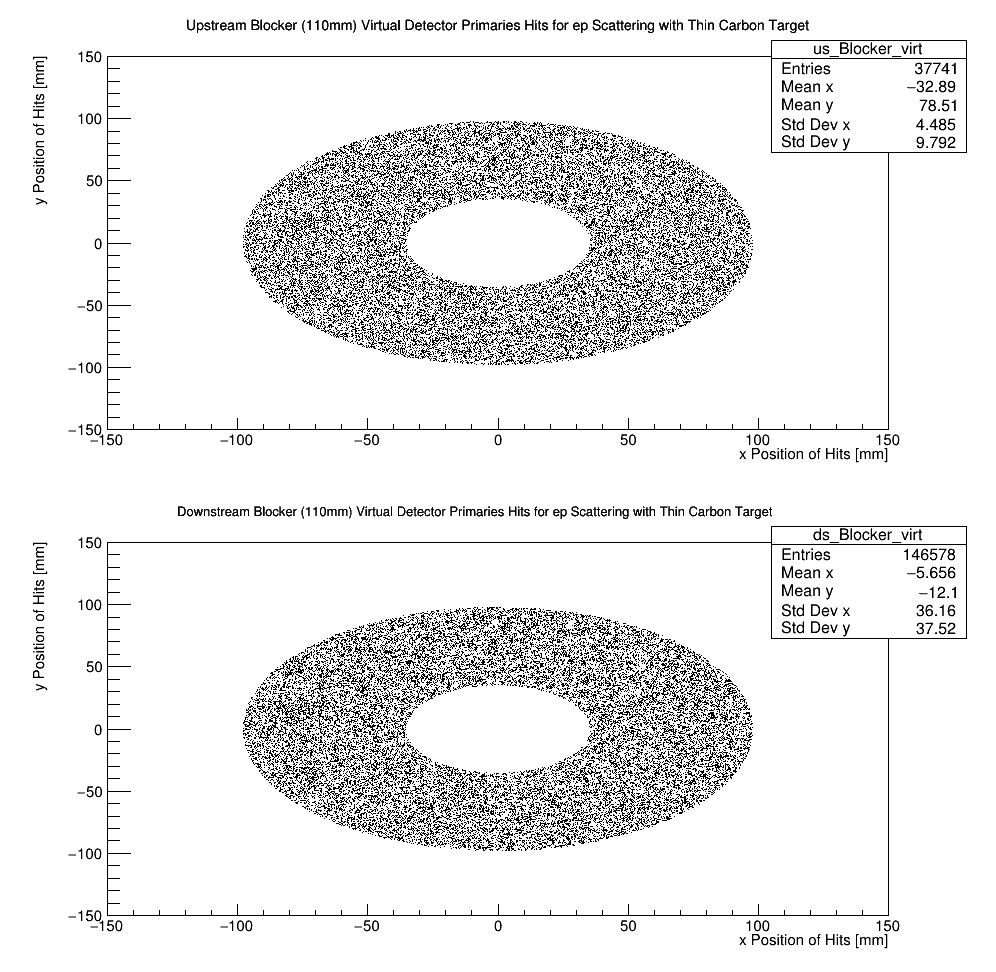 Upstream Blocker (110mm) Virtual Detector Primaries Hits for ep Scattering with Thin Carbon Target
us_Blocker_virt
Entries 37741
Mean x −32.89
Mean y 78.51
Std Dev x 4.485
Std Dev y 9.792
y Position of Hits [mm]
150
100
50
0
−50
−100
−150
−150 −100 −50 0 50 100 150
x Position of Hits [mm]
Downstream Blocker (110mm) Virtual Detector Primaries Hits for ep Scattering with Thin Carbon Target
ds_Blocker_virt
Entries 146578
Mean x −5.656
Mean y −12.1
Std Dev x 36.16
Std Dev y 37.52
y Position of Hits [mm]
150
100
50
0
−50
−100
−150
−150 −100 −50 0 50 100 150
x Position of Hits [mm]